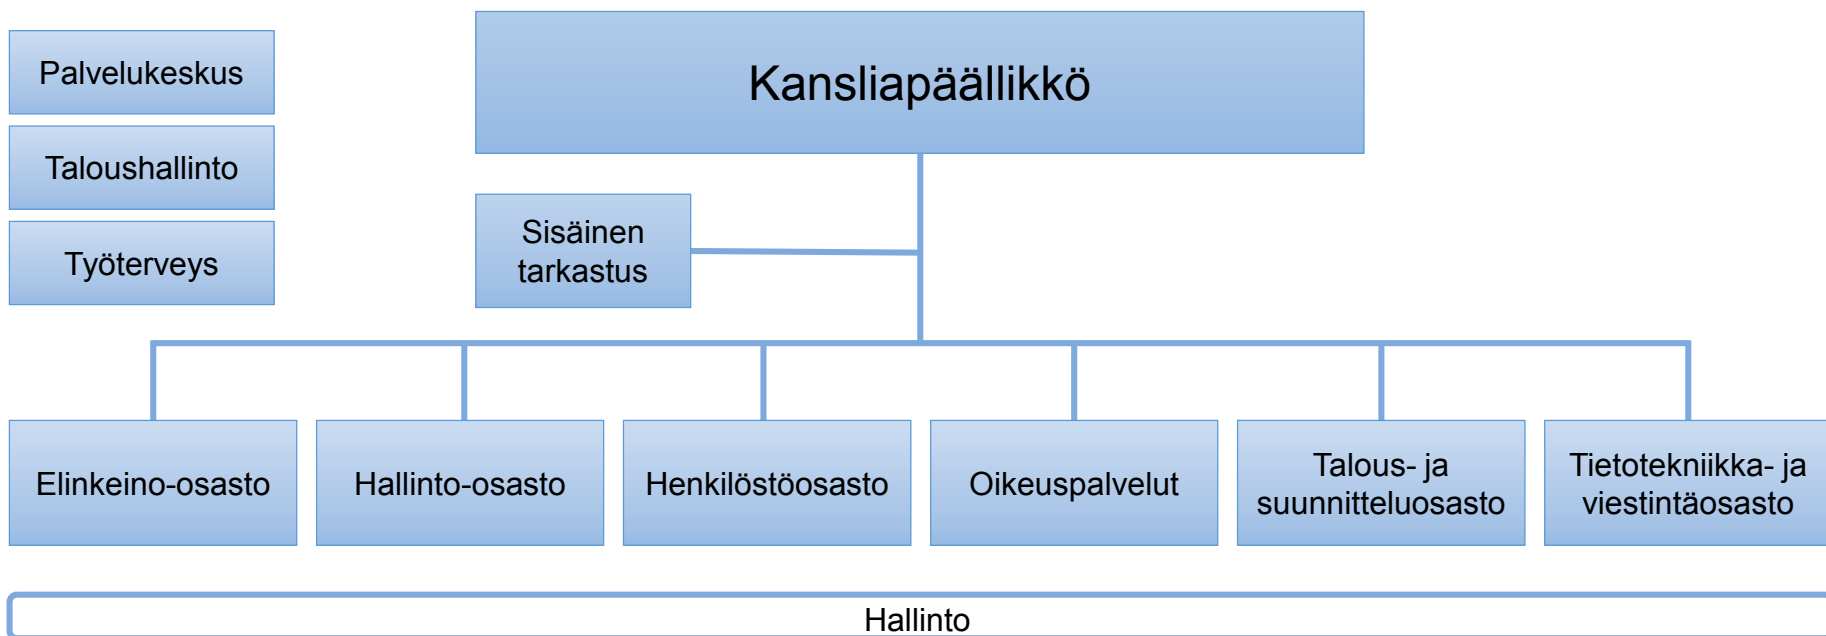 Palvelukeskus
Taloushallinto
Työterveys
Kansliapäällikkö
Sisäinen
tarkastus
Elinkeino-osasto
Hallinto-osasto
Henkilöstöosasto
Oikeuspalvelut
Talous- ja
suunnitteluosasto
Tietotekniikka- ja
viestintäosasto
Hallinto